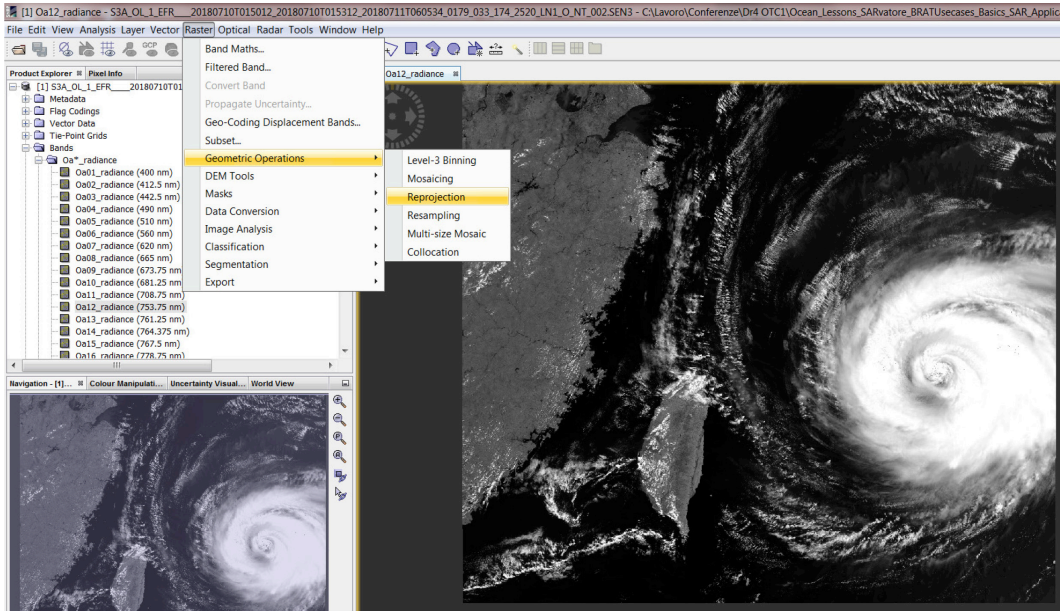 [1] Oa12_radiance - S3A_OL_1_EFR____20180710T015012_20180710T015312_20180711T060534_0179_033_174_2520_LN1_O_NT_002.SEN3 - C:\Lavoro\Conferenze\Dr4 OTC1\Ocean_Lessons_SARvatore_BRATUsecases_Basics_SAR_Applic
File Edit View Analysis Layer Vector Raster Optical Radar Tools Window Help
GCP
Band Maths...
Filtered Band...
Convert Band
Propagate Uncertainty...
Geo-Coding Displacement Bands...
Subset...
Geometric Operations
DEM Tools
Masks
Data Conversion
Image Analysis
Classification
Segmentation
Export
Level-3 Binning
Mosaicing
Reprojection
Resampling
Multi-size Mosaic
Collocation
Product Explorer Pixel Info
Oa12_radiance
[1] S3A_OL_1_EFR____20180710T01
Metadata
Flag Codings
Vector Data
Tie-Point Grids
Bands
Oa*_radiance
Oa01_radiance (400 nm)
Oa02_radiance (412.5 nm)
Oa03_radiance (442.5 nm)
Oa04_radiance (490 nm)
Oa05_radiance (510 nm)
Oa06_radiance (560 nm)
Oa07_radiance (620 nm)
Oa08_radiance (665 nm)
Oa09_radiance (673.75 nm
Oa10_radiance (681.25 nm)
Oa11_radiance (708.75 nm)
Oa12_radiance (753.75 nm)
Oa13_radiance (761.25 nm)
Oa14_radiance (764.375 nm)
Oa15_radiance (767.5 nm)
Oa16_radiance (778.75 nm)
Navigation - [1]... Colour Manipulati... Uncertainty Visual... World View